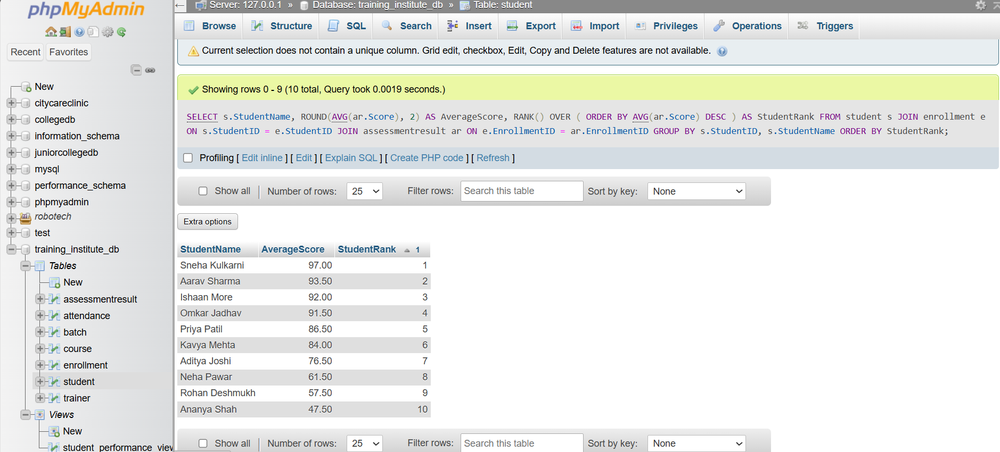 phpMyAdmin
Recent
Favorites
New
citycareclinic
collegedb
information_schema
juniorcollegedb
mysql
performance_schema
phpmyadmin
robotech
test
training_institute_db
Tables
New
assessmentresult
attendance
batch
course
enrollment
student
trainer
Views
New
student_performance_view
Server: 127.0.0.1 » Database: training_institute_db » Table: student
Browse Structure SQL Search Insert Export Import Privileges Operations Triggers
Current selection does not contain a unique column. Grid edit, checkbox, Edit, Copy and Delete features are not available.
Showing rows 0 - 9 (10 total, Query took 0.0019 seconds.)
SELECT s.StudentName, ROUND(AVG(ar.Score), 2) AS AverageScore, RANK() OVER ( ORDER BY AVG(ar.Score) DESC ) AS StudentRank FROM student s JOIN enrollment e
ON s.StudentID = e.StudentID JOIN assessmentresult ar ON e.EnrollmentID = ar.EnrollmentID GROUP BY s.StudentID, s.StudentName ORDER BY StudentRank;
Profiling [ Edit inline ] [ Edit ] [ Explain SQL ] [ Create PHP code ] [ Refresh ]
Show all Number of rows: 25 Filter rows: Search this table Sort by key: None
Extra options
StudentName AverageScore StudentRank 1
Sneha Kulkarni 97.00 1
Aarav Sharma 93.50 2
Ishaan More 92.00 3
Omkar Jadhav 91.50 4
Priya Patil 86.50 5
Kavya Mehta 84.00 6
Aditya Joshi 76.50 7
Neha Pawar 61.50 8
Rohan Deshmukh 57.50 9
Ananya Shah 47.50 10
Show all Number of rows: 25 Filter rows: Search this table Sort by key: None